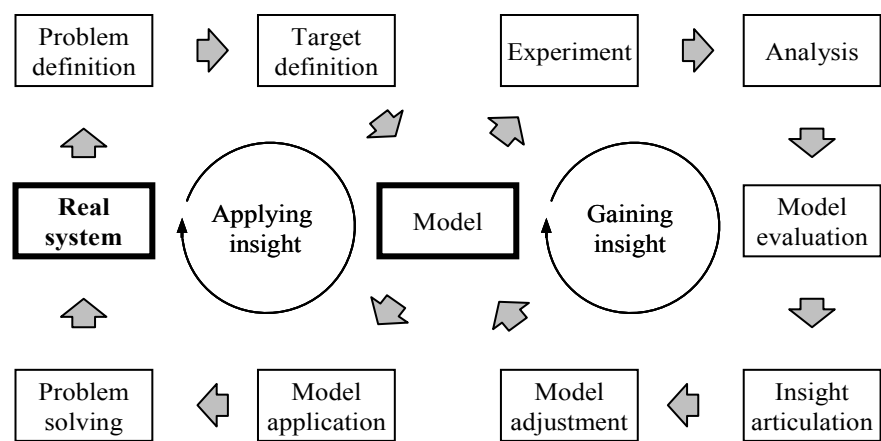 Problem
definition
Target
definition
Experiment
Analysis
Real
system
Applying
insight
Model
Gaining
insight
Model
evaluation
Problem
solving
Model
application
Model
adjustment
Insight
articulation